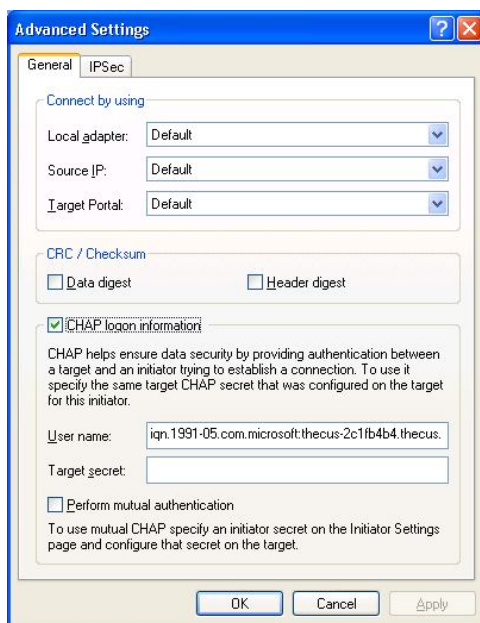 Advanced Settings
General IPSec
Connect by using
Local adapter: Default
Source IP: Default
Target Portal: Default
CRC / Checksum
Data digest Header digest
CHAP logon information
CHAP helps ensure data security by providing authentication between
a target and an initiator trying to establish a connection. To use it
specify the same target CHAP secret that was configured on the target
for this initiator.
User name: iqn.1991-05.com.microsoft:thecus-2c1fb4b4.thecus.
Target secret:
Perform mutual authentication
To use mutual CHAP specify an initiator secret on the Initiator Settings
page and configure that secret on the target.
OK Cancel Apply